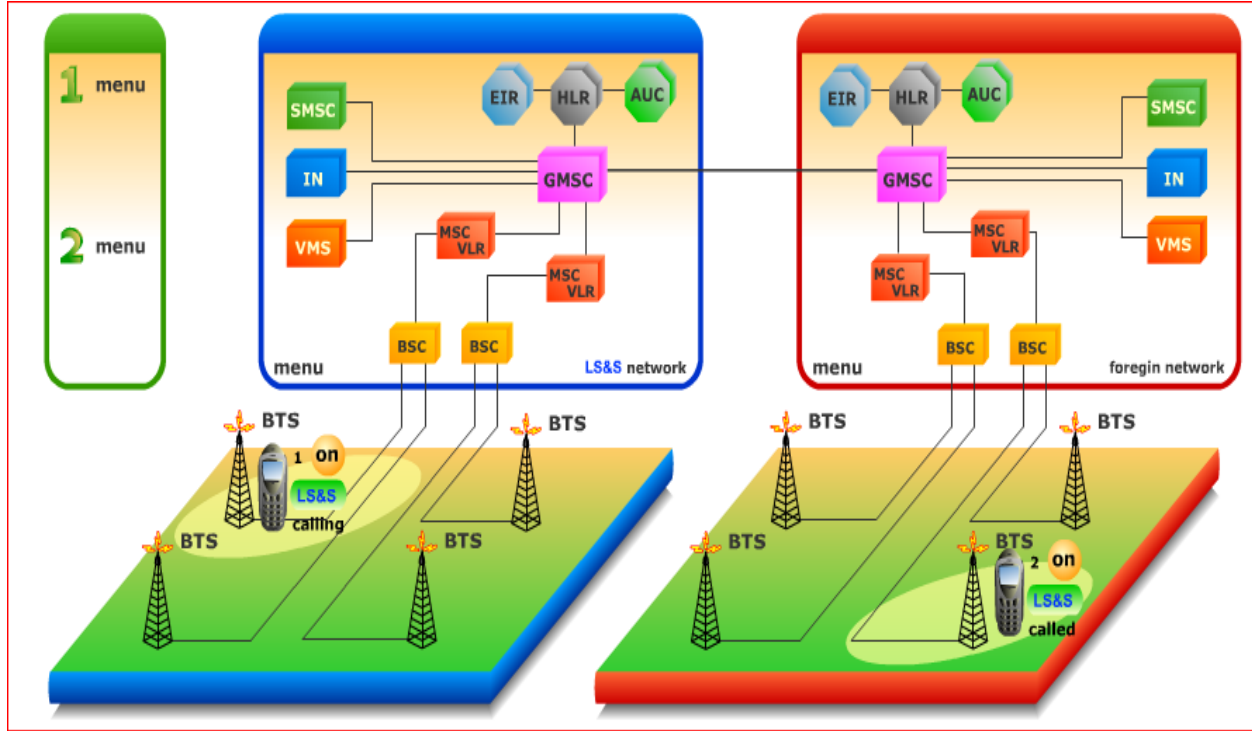 1 menu
2 menu
EIR HLR AUC
SMSC
IN
VMS
GMSC
MSC
VLR
MSC
VLR
BSC BSC
menu
LS&S network
EIR HLR AUC
SMSC
IN
VMS
GMSC
MSC
VLR
MSC
VLR
BSC BSC
menu
foregin network
BTS
1 on
LS&S
calling
BTS
BTS
BTS
BTS
BTS
BTS
BTS
2 on
LS&S
called